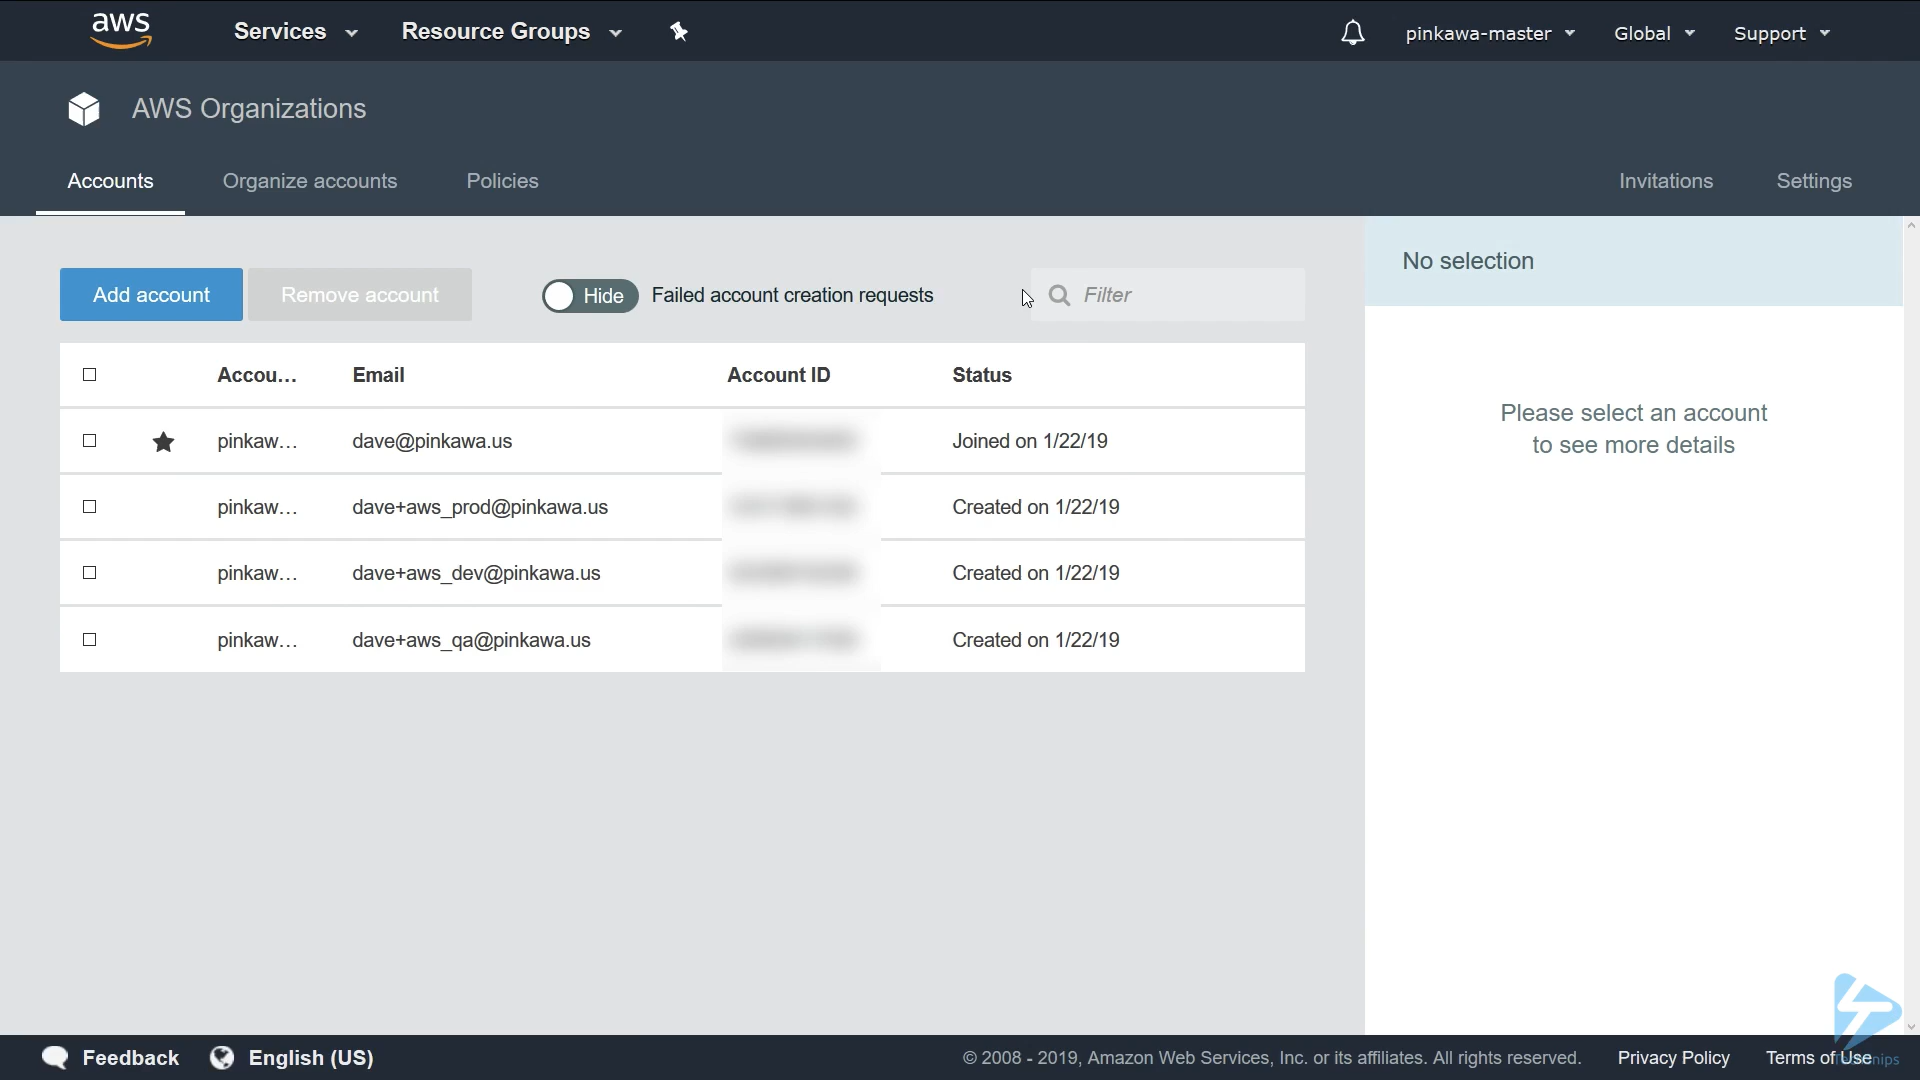 aws Services Resource Groups pinkawa-master Global Support
AWS Organizations
Accounts Organize accounts Policies Invitations Settings
Add account Remove account Hide Failed account creation requests Filter
No selection
Please select an account
to see more details
Accou... Email Account ID Status
pinkaw... dave@pinkawa.us Joined on 1/22/19
pinkaw... dave+aws_prod@pinkawa.us Created on 1/22/19
pinkaw... dave+aws_dev@pinkawa.us Created on 1/22/19
pinkaw... dave+aws_qa@pinkawa.us Created on 1/22/19
Feedback English (US) © 2008 - 2019, Amazon Web Services, Inc. or its affiliates. All rights reserved. Privacy Policy Terms of Use